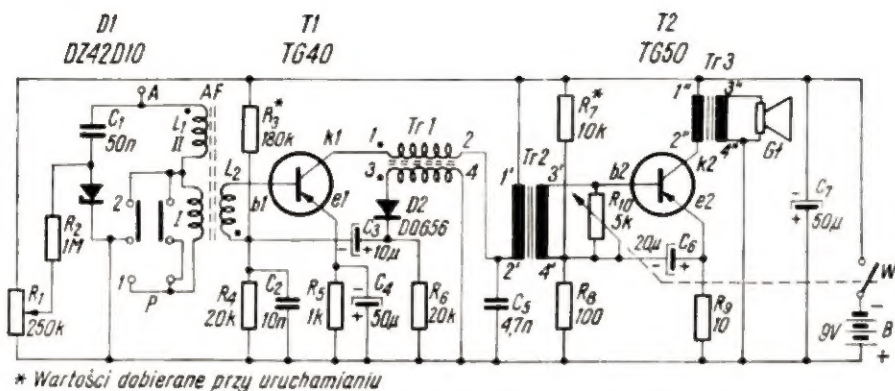 D1
DZ42D10
T1
TG40
T2
TG50
A
AF
C1
50n
L1
II
I
L2
R2
1M
R1
250k
2
1
P
R3*
180k
b1
k1
e1
Tr1
1
2
3
4
D2
D0656
C3
- +
10µ
R4
20k
C2
10n
R5
1k
C4
-
+
50µ
R6
20k
1'
Tr2
3'
2'
4'
C5
4,7n
R7*
10k
R8
100
R10
5k
b2
k2
e2
20µ
C6
- +
R9
10
Tr3
1"
3"
2"
4"
Gł
C7
-
+
50µ
W
9V
B
-
+
* Wartości dobierane przy uruchamianiu